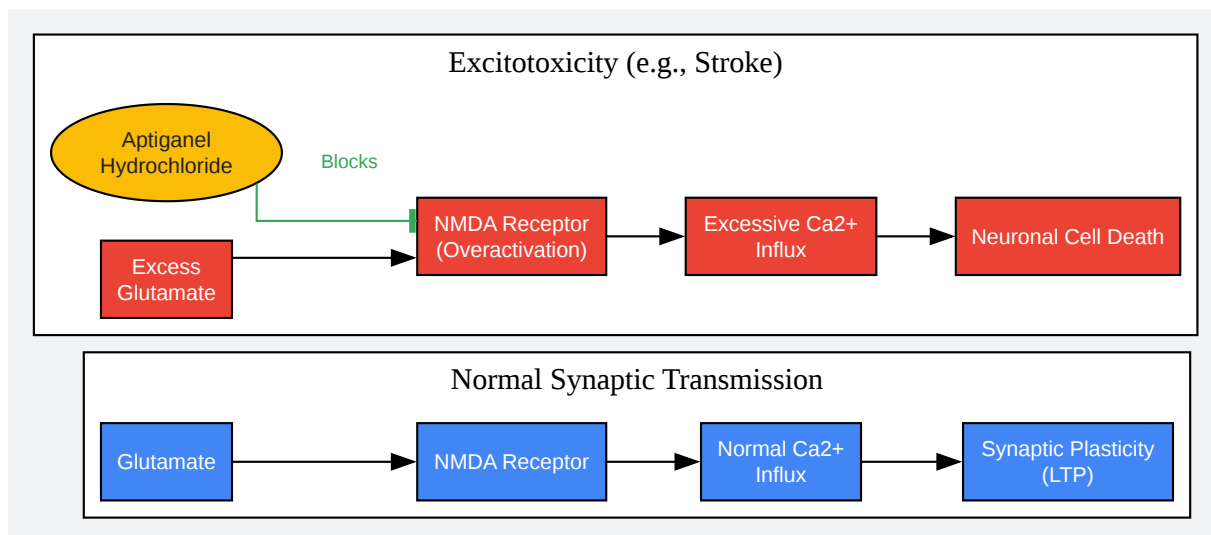 Excitotoxicity (e.g., Stroke)
Aptiganel
Hydrochloride
Blocks
NMDA Receptor
(Overactivation)
Excessive Ca2+
Influx
Neuronal Cell Death
Excess
Glutamate
Normal Synaptic Transmission
Glutamate
NMDA Receptor
Normal Ca2+
Influx
Synaptic Plasticity
(LTP)